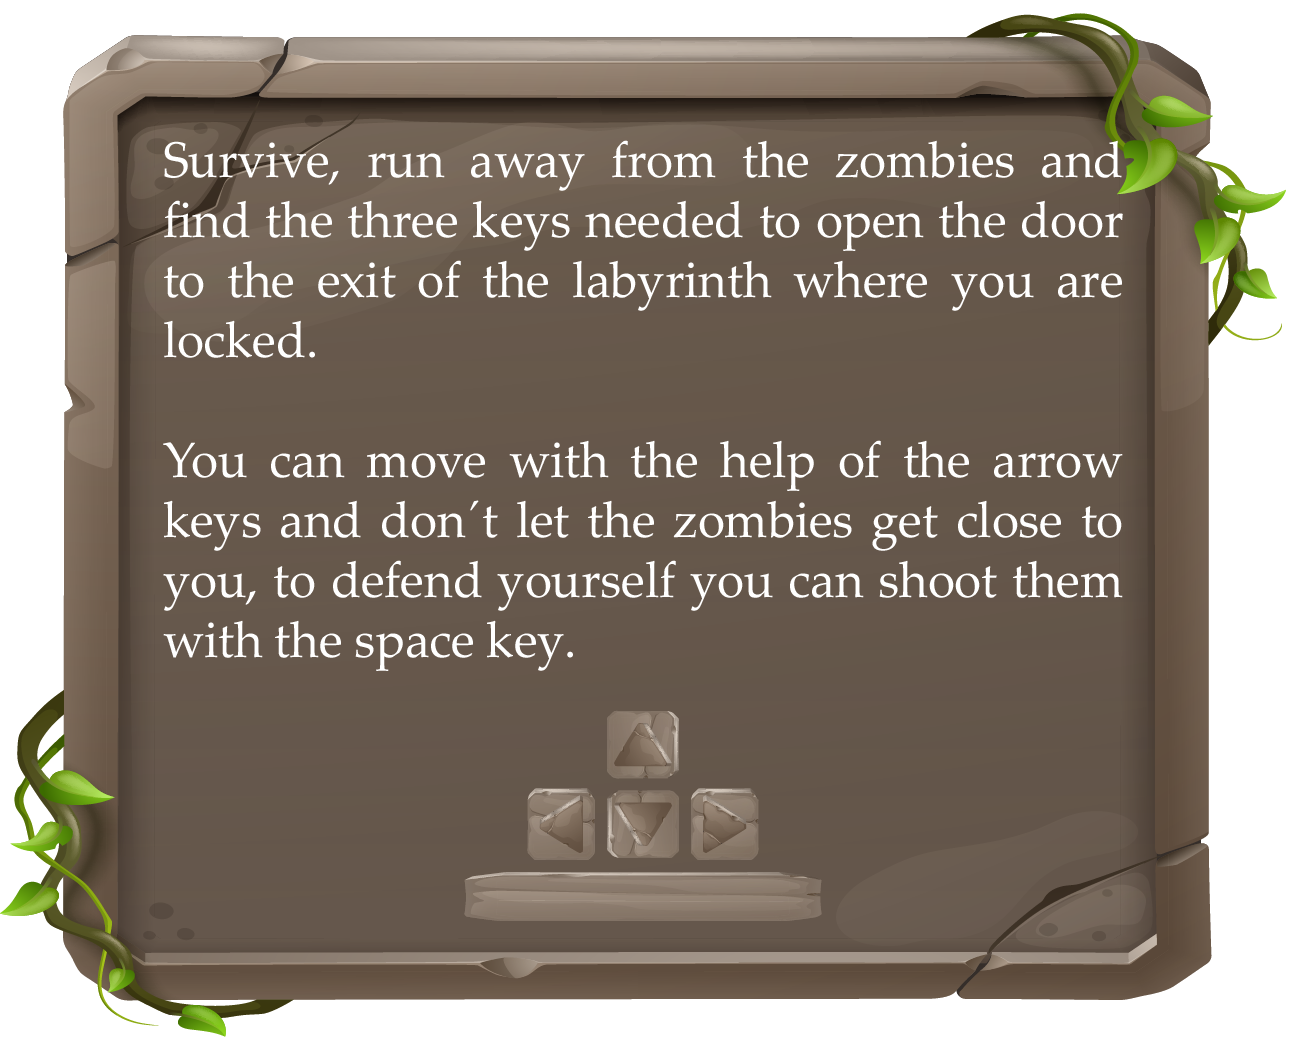 Survive, run away from the zombies and
find the three keys needed to open the door
to the exit of the labyrinth where you are
locked.
You can move with the help of the arrow
keys and don´t let the zombies get close to
you, to defend yourself you can shoot them
with the space key.